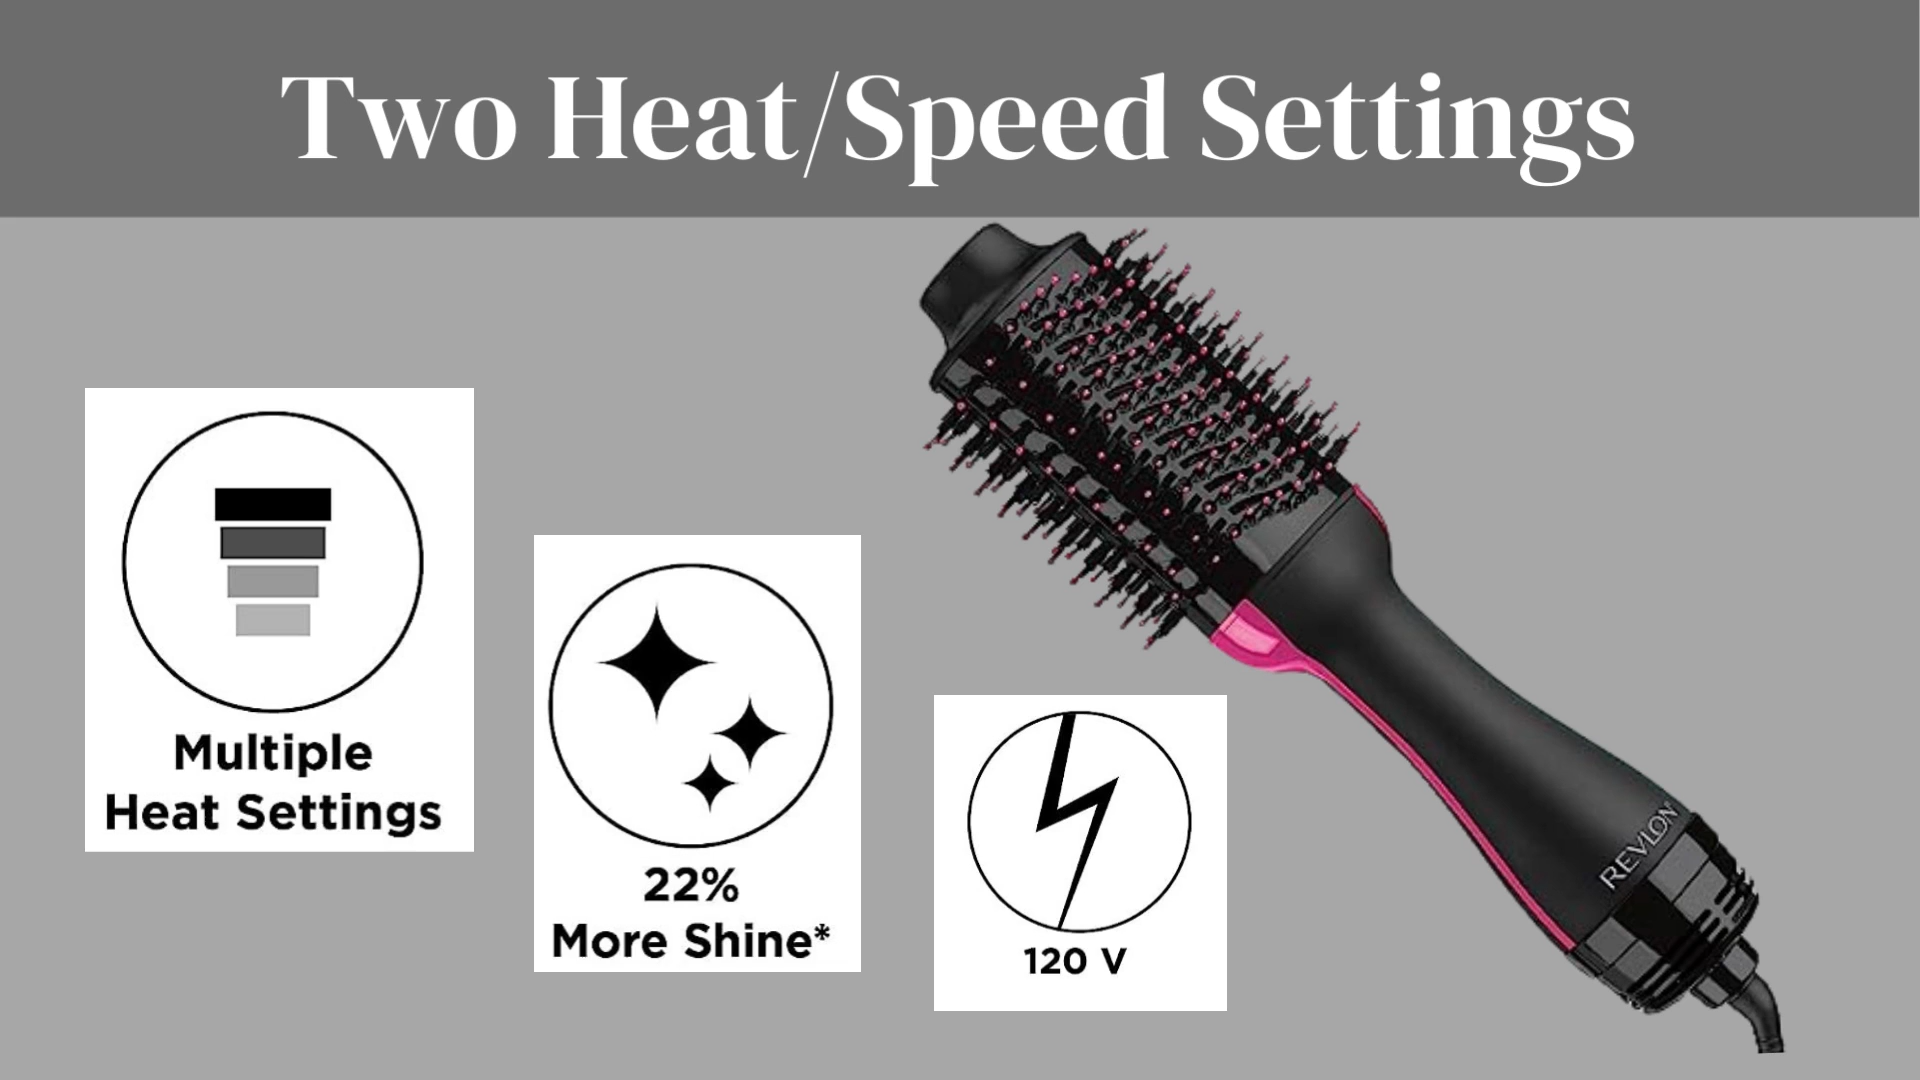 Two Heat/Speed Settings
Multiple
Heat Settings
22%
More Shine*
120 V
REVLON